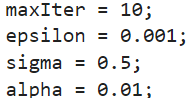 maxIter = 10;
epsilon = 0.001;
sigma = 0.5;
alpha = 0.01;